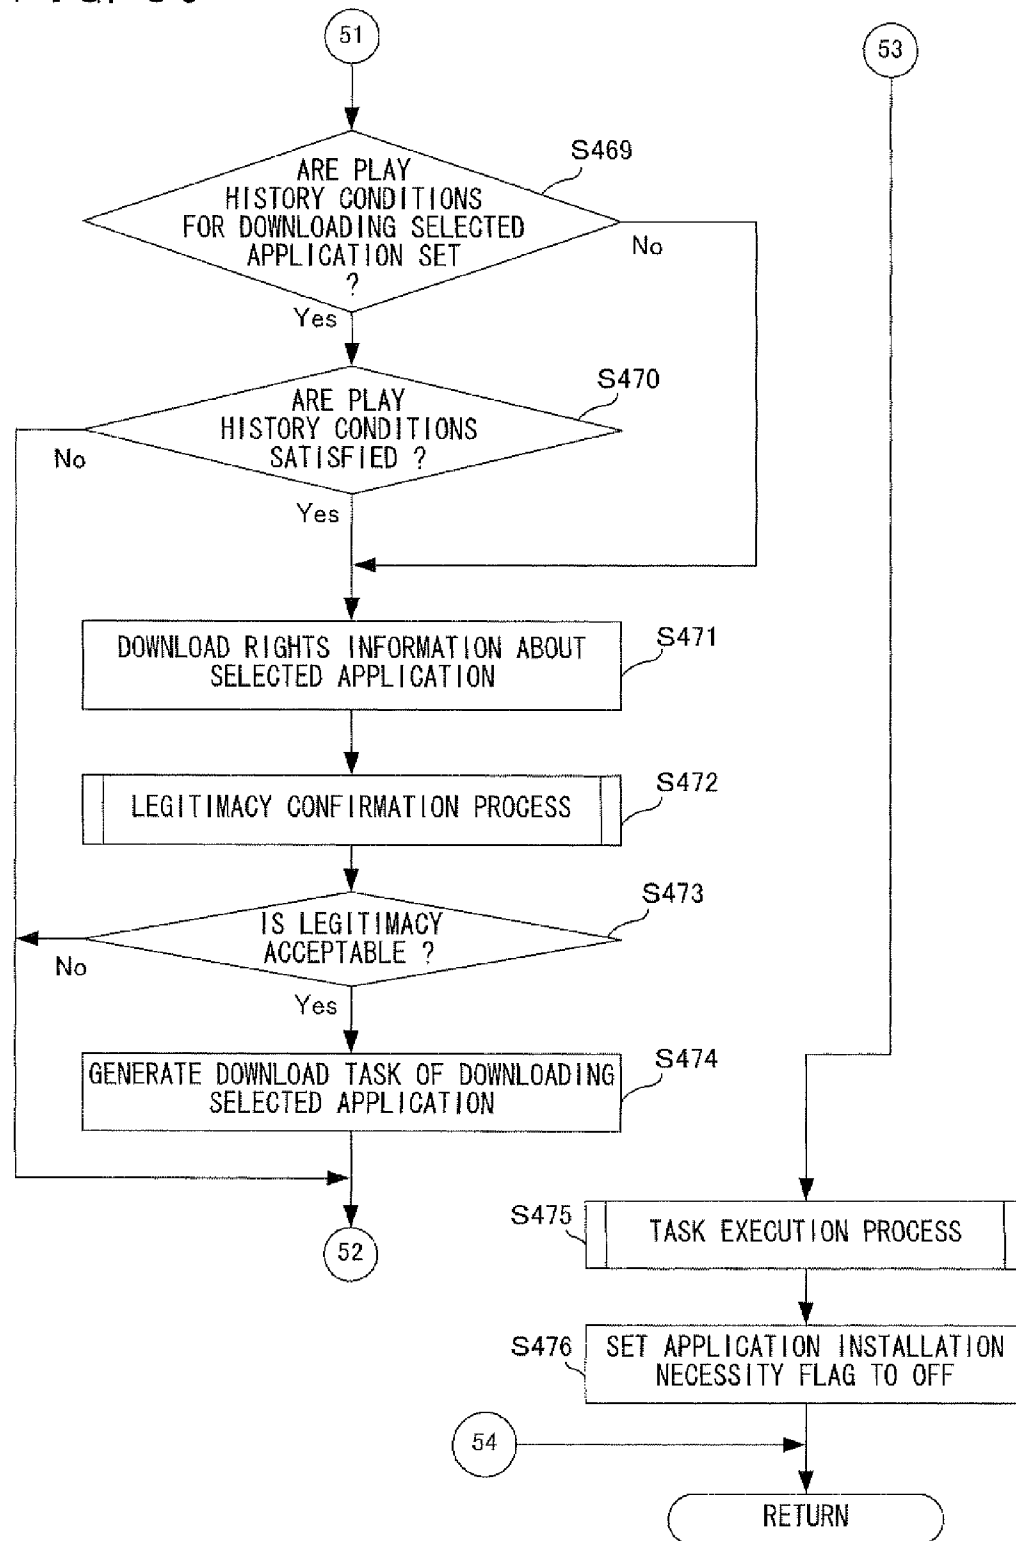 51
53
S469
ARE PLAY
HISTORY CONDITIONS
FOR DOWNLOADING SELECTED
APPLICATION SET
?
No
Yes
S470
ARE PLAY
HISTORY CONDITIONS
SATISFIED ?
No
Yes
S471
DOWNLOAD RIGHTS INFORMATION ABOUT
SELECTED APPLICATION
S472
LEGITIMACY CONFIRMATION PROCESS
S473
IS LEGITIMACY
ACCEPTABLE ?
No
Yes
S474
GENERATE DOWNLOAD TASK OF DOWNLOADING
SELECTED APPLICATION
52
S475
TASK EXECUTION PROCESS
S476
SET APPLICATION INSTALLATION
NECESSITY FLAG TO OFF
54
RETURN